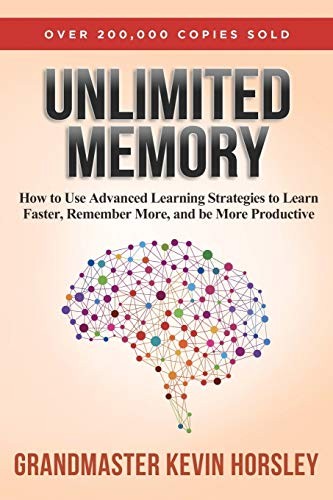 OVER 200,000 COPIES SOLD
UNLIMITED
MEMORY
How to Use Advanced Learning Strategies to Learn
Faster, Remember More, and be More Productive
GRANDMASTER KEVIN HORSLEY